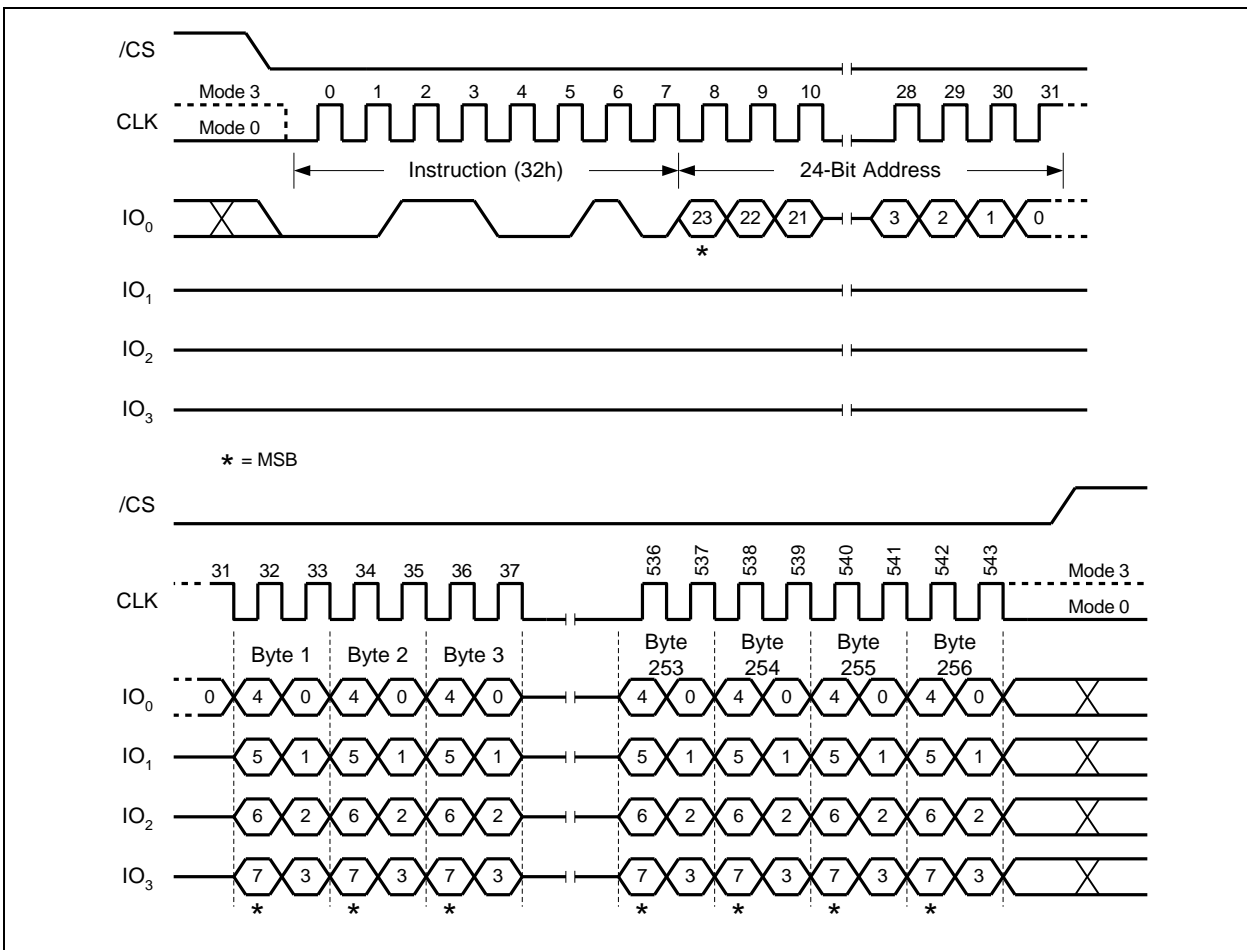 /CS
Mode 3 0 1 2 3 4 5 6 7 8 9 10 28 29 30 31
CLK
Mode 0
Instruction (32h) 24-Bit Address
IO0 23 22 21 3 2 1 0
*
IO1
IO2
IO3
* = MSB
/CS
31 32 33 34 35 36 37 536 537 538 539 540 541 542 543 Mode 3
CLK
Mode 0
Byte 1 Byte 2 Byte 3 Byte 253 Byte 254 Byte 255 Byte 256
IO0 0 4 0 4 0 4 0 4 0 4 0 4 0 4 0
IO1 5 1 5 1 5 1 5 1 5 1 5 1 5 1
IO2 6 2 6 2 6 2 6 2 6 2 6 2 6 2
IO3 7 3 7 3 7 3 7 3 7 3 7 3 7 3
* * * * * * *